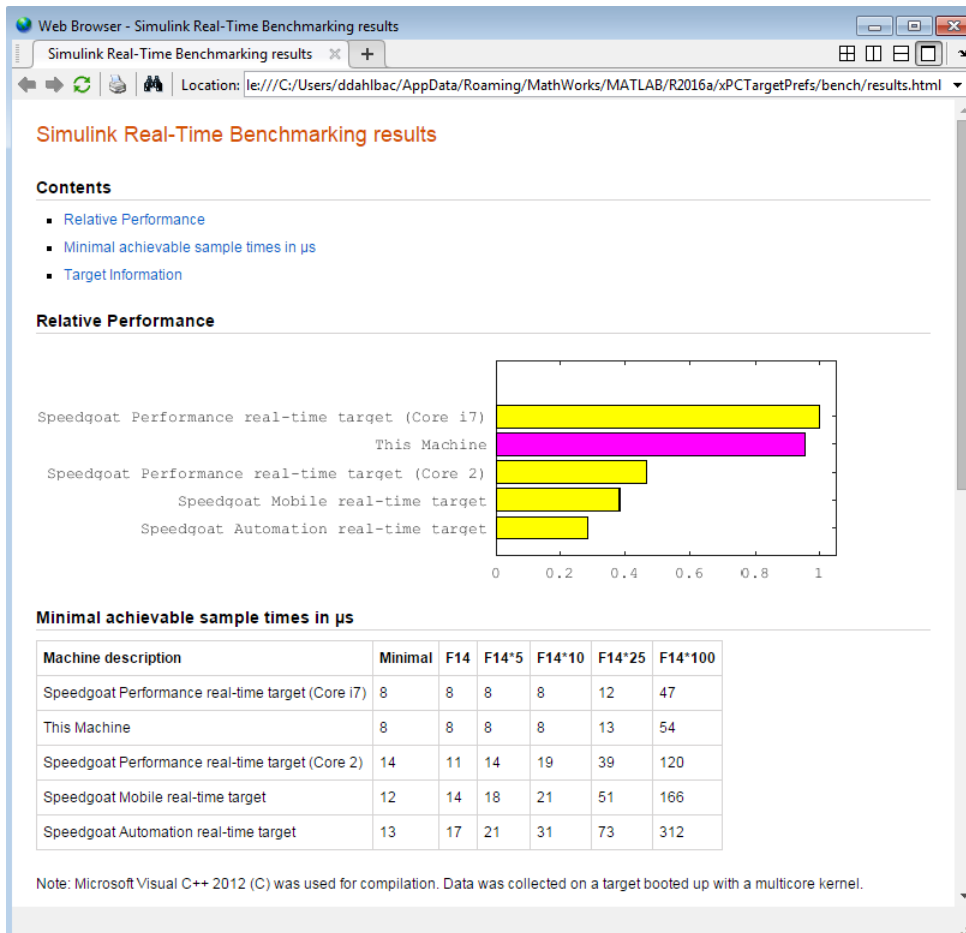 Web Browser - Simulink Real-Time Benchmarking results
Simulink Real-Time Benchmarking results
Location: le:///C:/Users/ddahlbac/AppData/Roaming/MathWorks/MATLAB/R2016a/xPCTargetPrefs/bench/results.html
Simulink Real-Time Benchmarking results
Contents
Relative Performance
Minimal achievable sample times in µs
Target Information
Relative Performance
Speedgoat Performance real-time target (Core i7)
This Machine
Speedgoat Performance real-time target (Core 2)
Speedgoat Mobile real-time target
Speedgoat Automation real-time target
0 0.2 0.4 0.6 0.8 1
Minimal achievable sample times in µs
Machine description Minimal F14 F14*5 F14*10 F14*25 F14*100
Speedgoat Performance real-time target (Core i7) 8 8 8 8 12 47
This Machine 8 8 8 8 13 54
Speedgoat Performance real-time target (Core 2) 14 11 14 19 39 120
Speedgoat Mobile real-time target 12 14 18 21 51 166
Speedgoat Automation real-time target 13 17 21 31 73 312
Note: Microsoft Visual C++ 2012 (C) was used for compilation. Data was collected on a target booted up with a multicore kernel.